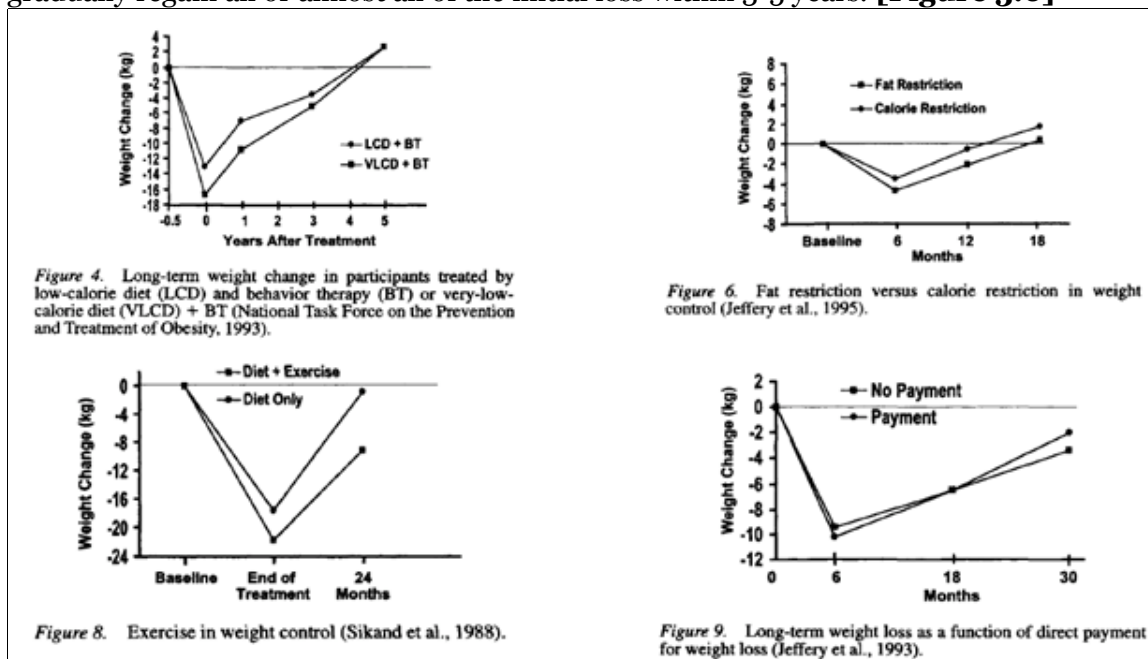 gradually regain all or almost all of the initial loss within 3-5 years. [Figure
4
2
0
-2
-4
-6
-8
-10
-12
-14
-16
-18
Weight Change (kg)
LCD + BT
VLCD + BT
-0.5 0 1 2 3 4 5
Years After Treatment
Figure 4. Long-term weight change in participants treated by
low-calorie diet (LCD) and behavior therapy (BT) or very-low-
calorie diet (VLCD) + BT (National Task Force on the Prevention
and Treatment of Obesity, 1993).
8
6
4
2
0
-2
-4
-6
-8
Weight Change (kg)
Fat Restriction
Calorie Restriction
Baseline 6 12 18
Months
Figure 6. Fat restriction versus calorie restriction in weight
control (Jeffery et al., 1995).
0
-4
-8
-12
-16
-20
-24
Weight Change (kg)
Diet + Exercise
Diet Only
Baseline End of 24
Treatment Months
Figure 8. Exercise in weight control (Sikand et al., 1988).
2
0
-2
-4
-6
-8
-10
-12
Weight Change (kg)
No Payment
Payment
0 6 18 30
Months
Figure 9. Long-term weight loss as a function of direct payment
for weight loss (Jeffery et al., 1993).